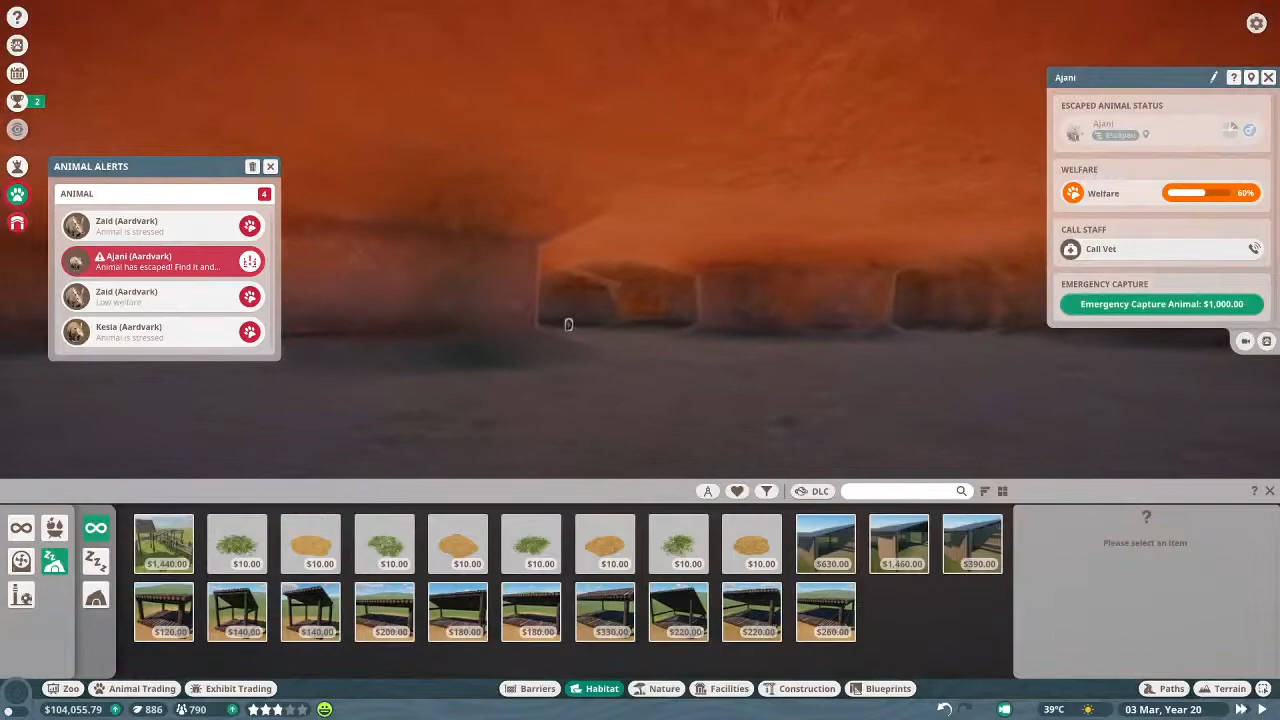 ?
2
Ajani
?
ESCAPED ANIMAL STATUS
Ajani
Escaped
WELFARE
Welfare
60%
CALL STAFF
Call Vet
EMERGENCY CAPTURE
Emergency Capture Animal: $1,000.00
ANIMAL ALERTS
ANIMAL
4
Zaid (Aardvark)
Animal is stressed
Ajani (Aardvark)
Animal has escaped! Find it and...
Zaid (Aardvark)
Low welfare
Kesia (Aardvark)
Animal is stressed
DLC
?
$1,440.00 $10.00 $10.00 $10.00 $10.00 $10.00 $10.00 $10.00 $10.00 $630.00 $1,460.00 $390.00
$120.00 $140.00 $140.00 $200.00 $180.00 $180.00 $330.00 $220.00 $220.00 $260.00
?
Please select an item
Zoo Animal Trading Exhibit Trading Barriers Habitat Nature Facilities Construction Blueprints Paths Terrain
$104,055.79 886 790 39°C 03 Mar, Year 20